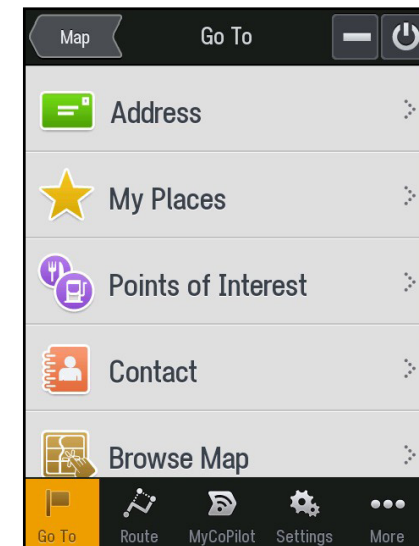 Map
Go To
Address
My Places
Points of Interest
Contact
Browse Map
Go To
Route
MyCoPilot
Settings
More